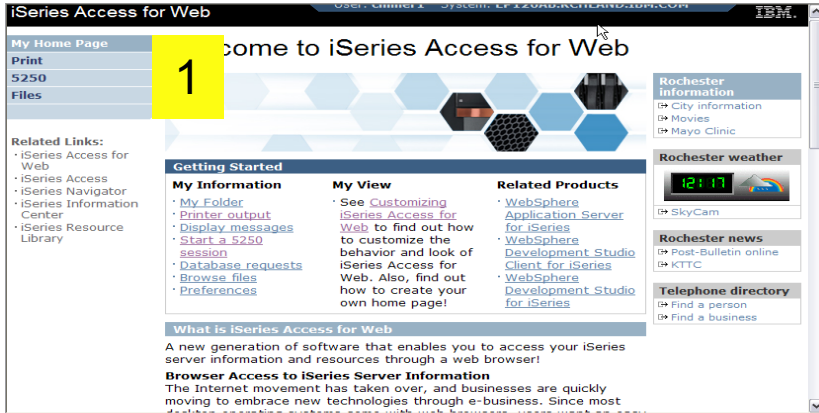 iSeries Access for Web
IBM.
My Home Page
Print
5250
Files
1
come to iSeries Access for Web
Related Links:
· iSeries Access for
Web
· iSeries Access
· iSeries Navigator
· iSeries Information
Center
· iSeries Resource
Library
Getting Started
My Information
· My Folder
· Printer output
· Display messages
· Start a 5250
session
· Database requests
· Browse files
· Preferences
My View
· See Customizing
iSeries Access for
Web to find out how
to customize the
behavior and look of
iSeries Access for
Web. Also, find out
how to create your
own home page!
Related Products
· WebSphere
Application Server
for iSeries
· WebSphere
Development Studio
Client for iSeries
· WebSphere
Development Studio
for iSeries
What is iSeries Access for Web
A new generation of software that enables you to access your iSeries
server information and resources through a web browser!
Browser Access to iSeries Server Information
The Internet movement has taken over, and businesses are quickly
moving to embrace new technologies through e-business. Since most
Rochester
information
City information
Movies
Mayo Clinic
Rochester weather
12:17
SkyCam
Rochester news
Post-Bulletin online
KTTC
Telephone directory
Find a person
Find a business